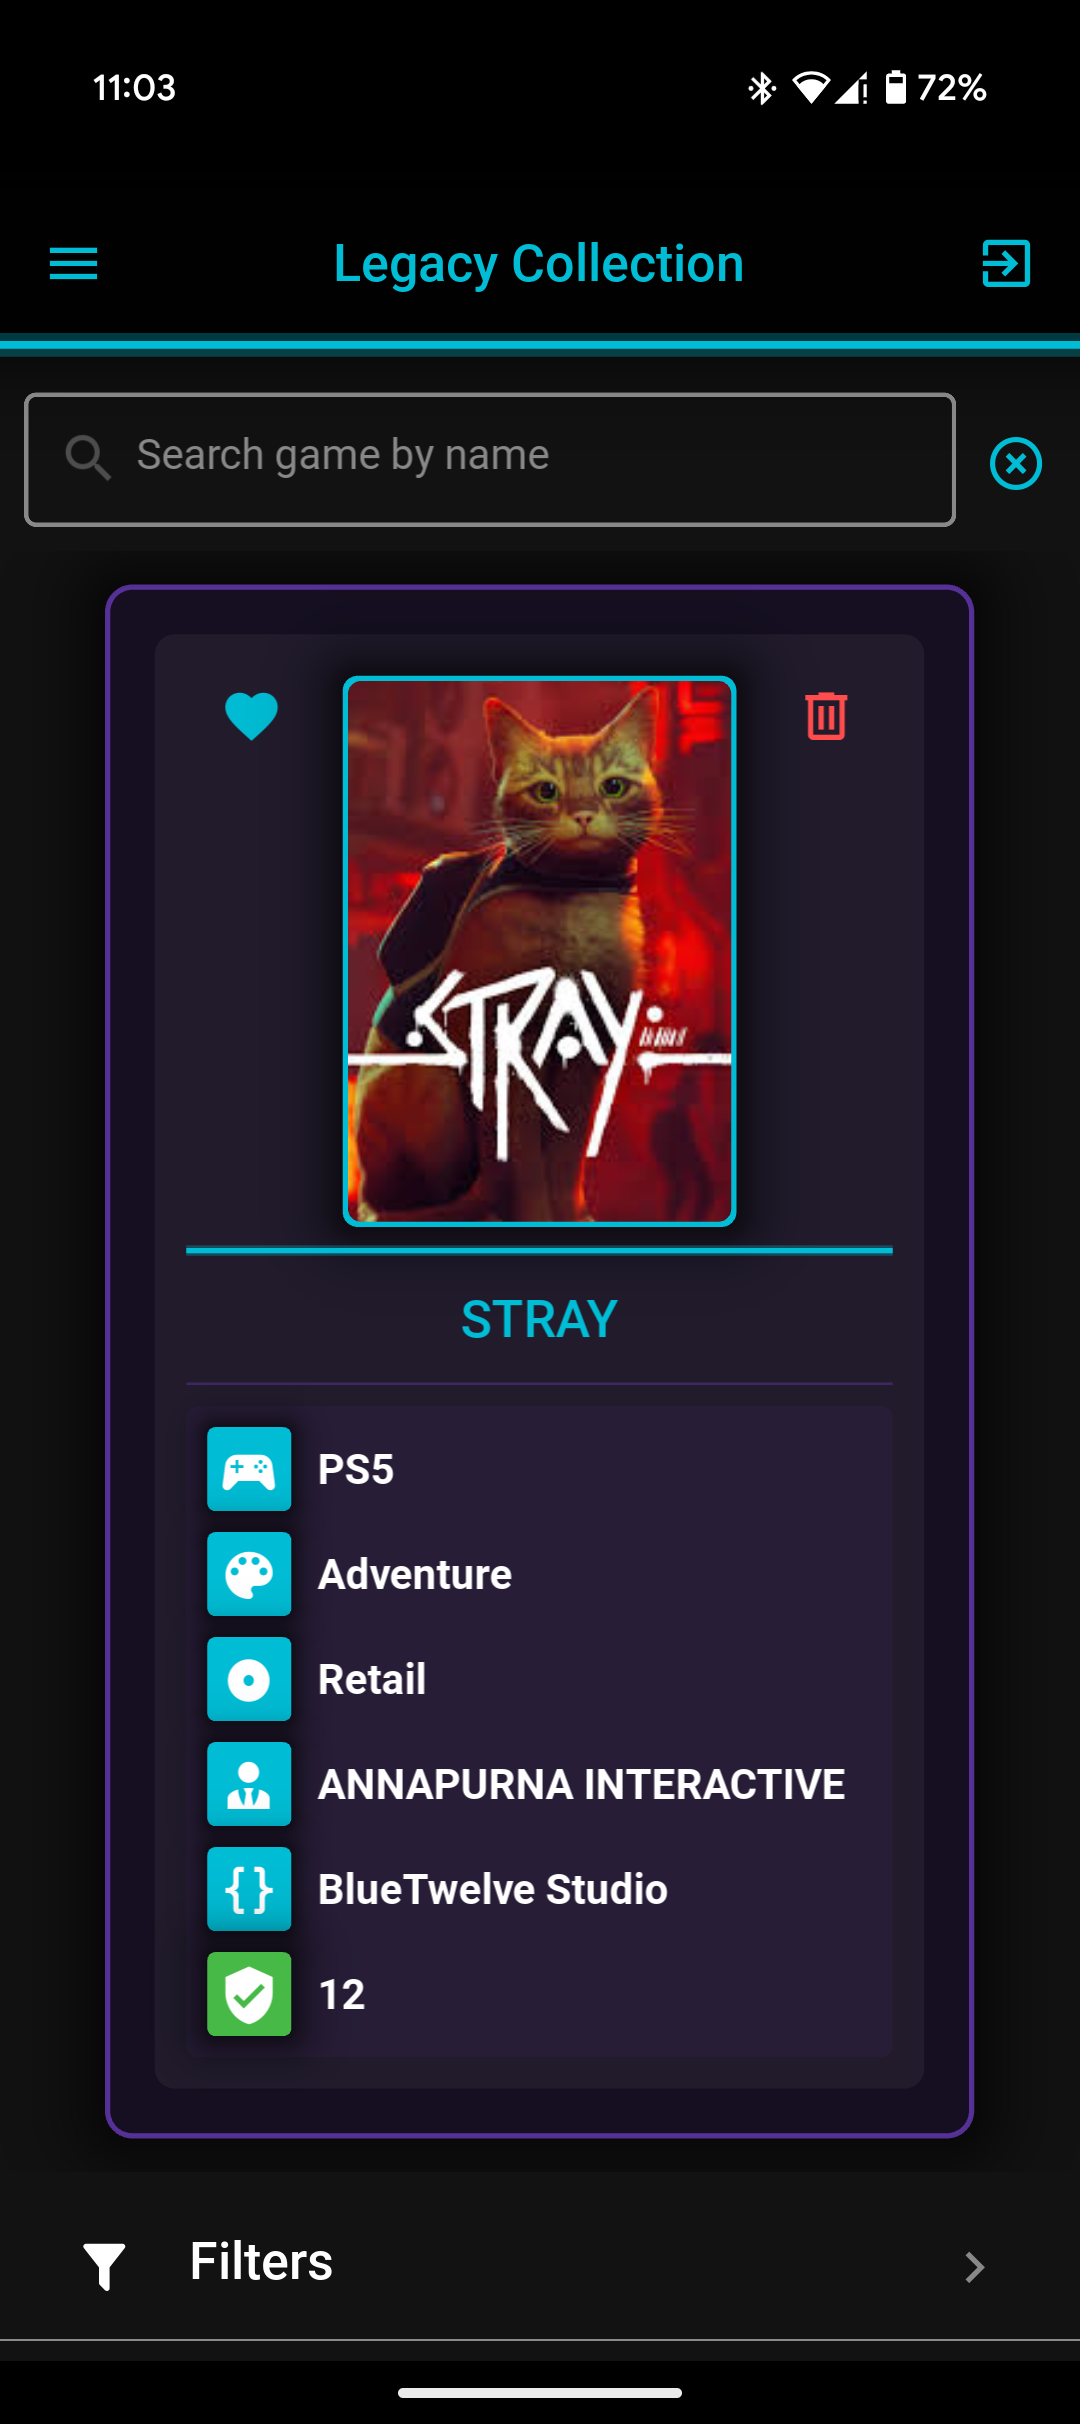 11:03
72%
Legacy Collection
Search game by name
STRAY
STRAY
PS5
Adventure
Retail
ANNAPURNA INTERACTIVE
BlueTwelve Studio
12
Filters